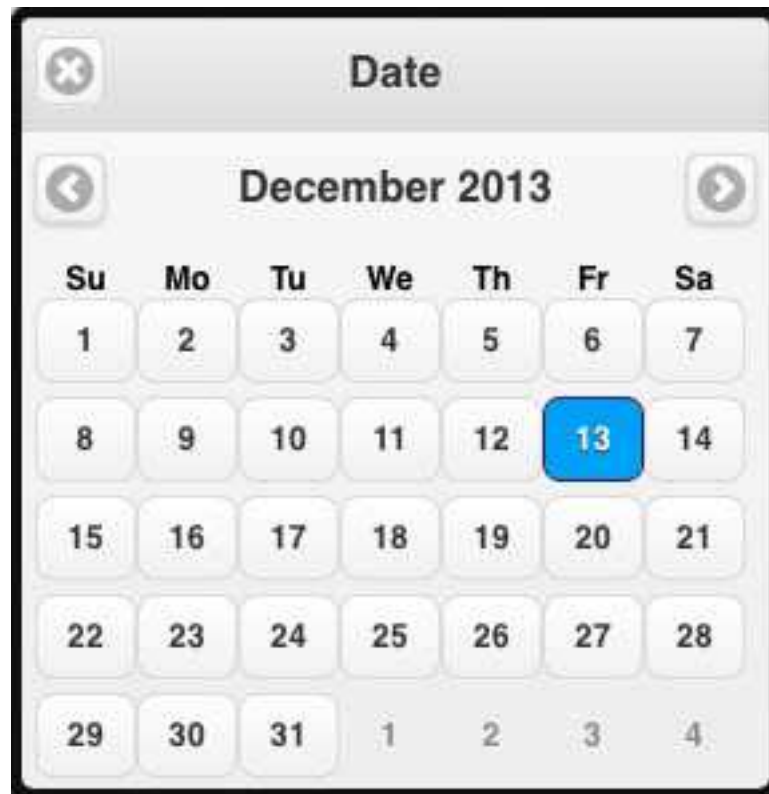 Date
December 2013
Su Mo Tu We Th Fr Sa
1 2 3 4 5 6 7
8 9 10 11 12 13 14
15 16 17 18 19 20 21
22 23 24 25 26 27 28
29 30 31 1 2 3 4